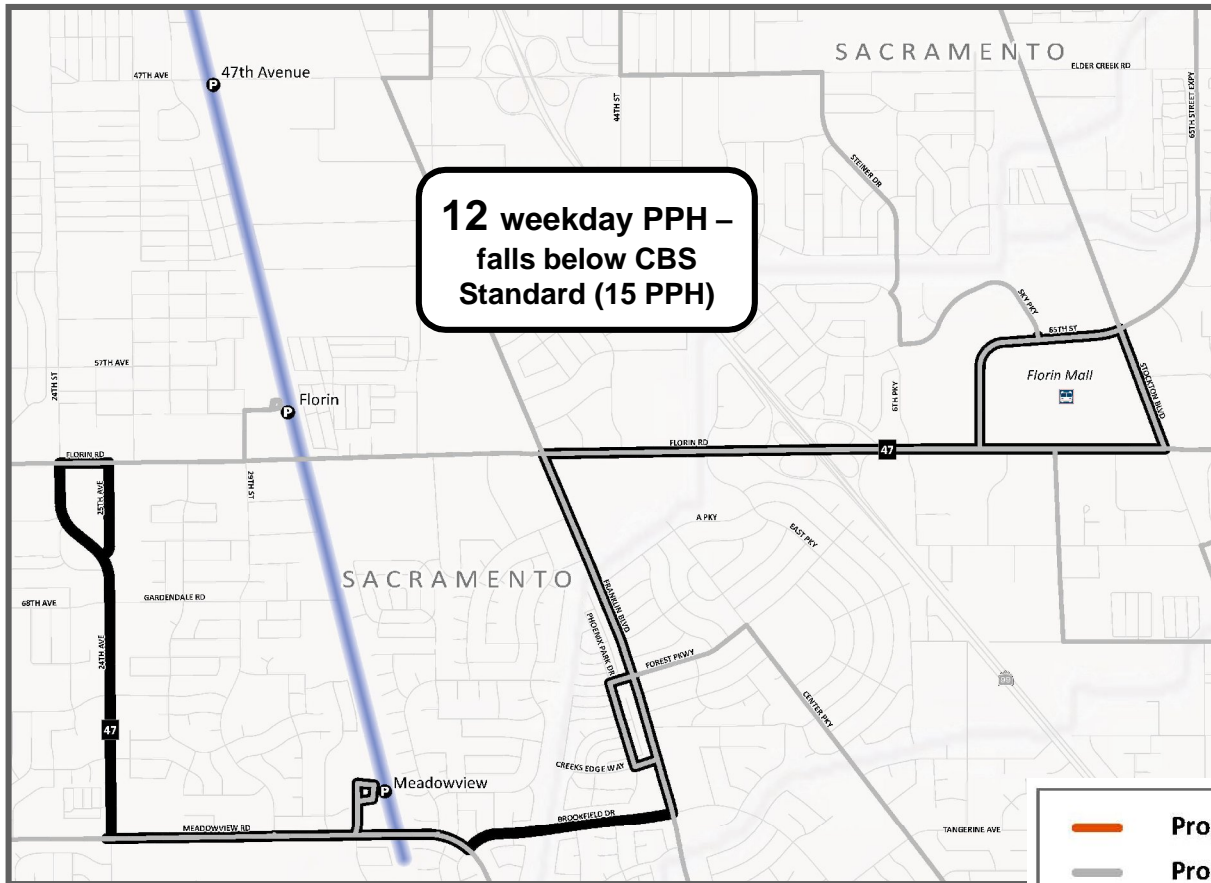 SACRAMENTO
ELDER CREEK RD
47TH AVE
47th Avenue
P
44TH ST
65TH STREET EXPY
STEINER DR
12 weekday PPH –
falls below CBS
Standard (15 PPH)
SKY PKY
65TH ST
57TH AVE
24TH ST
Florin
P
6TH PKY
Florin Mall
STOCKTON BLVD
FLORIN RD
FLORIN RD
47
29TH ST
25TH AVE
A PKY
EAST PKY
SACRAMENTO
FRANKLIN BLVD
68TH AVE
GARDENDALE RD
PHOENIX PARK DR
24TH AVE
FOREST PKWY
CENTER PKY
47
CREEKS EDGE WAY
Meadowview
P
BROOKFIELD DR
MEADOWVIEW RD
TANGERINE AVE
Pro
Pro